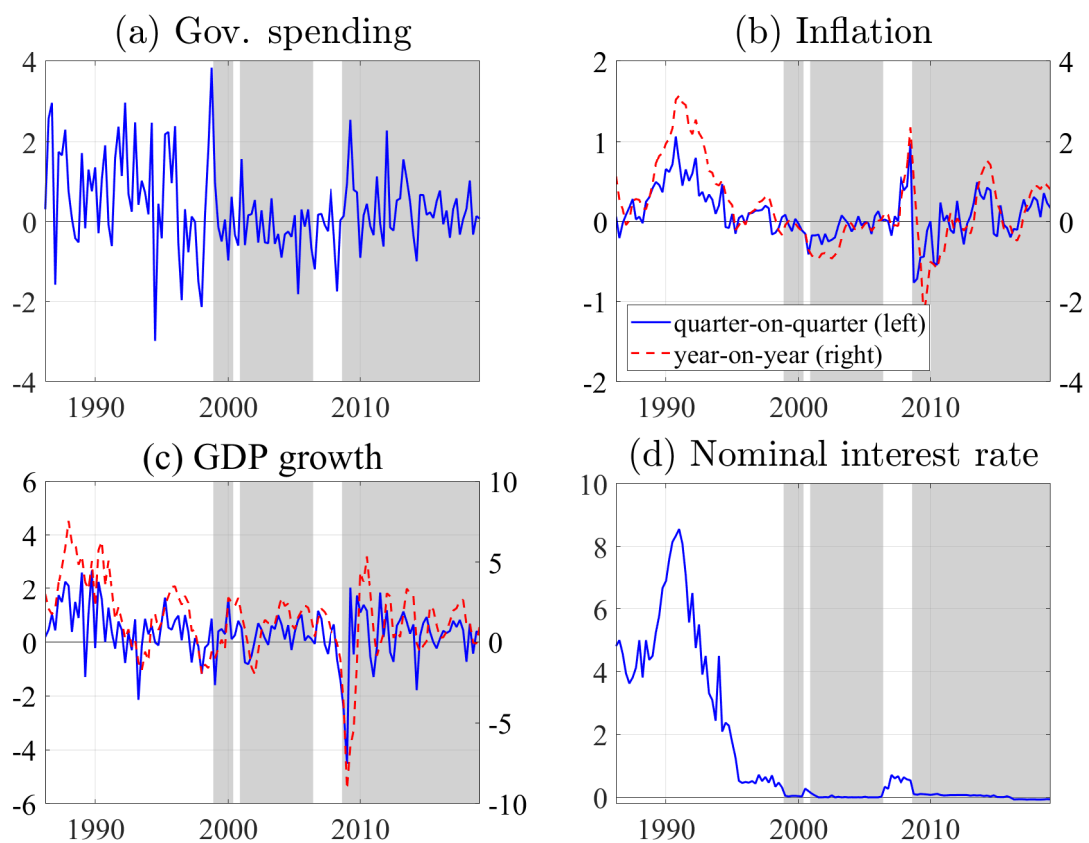 (a) Gov. spending
4
2
0
-2
-4
1990 2000 2010
(b) Inflation
2 4
1 2
0 0
-1 -2
-2 -4
quarter-on-quarter (left)
year-on-year (right)
1990 2000 2010
(c) GDP growth
6 10
4
2 5
0 0
-2
-4 -5
-6 -10
1990 2000 2010
(d) Nominal interest rate
10
8
6
4
2
0
1990 2000 2010